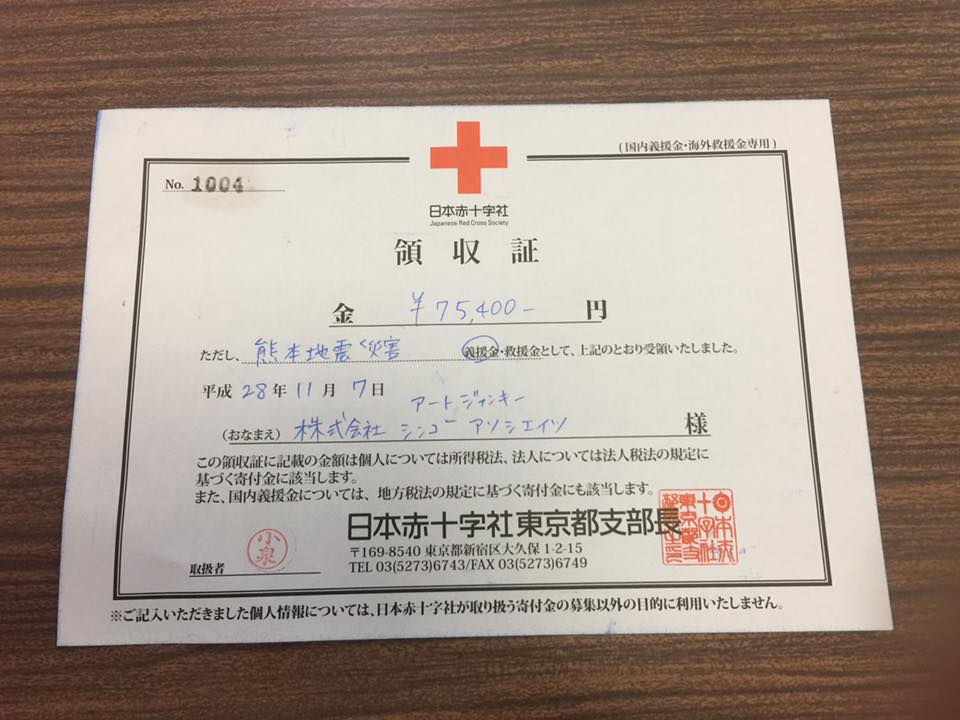 (国内義援金・海外救援金専用)
No. 1004
日本赤十字社
Japanese Red Cross Society
領収証
金 ¥75,400- 円
ただし、熊本地震災害 義援金・救援金として、上記のとおり受領いたしました。
平成 28年 11月 7日
アートジャンキー
(おなまえ) 株式会社 シンコー アソシエイツ 様
この領収証に記載の金額は個人については所得税法、法人については法人税法の規定に
基づく寄付金に該当します。
また、国内義援金については、地方税法の規定に基づく寄付金にも該当します。
日本赤十字社東京都支部長
〒169-8540 東京都新宿区大久保 1-2-15
TEL 03(5273)6743/FAX 03(5273)6749
取扱者 小泉
※ご記入いただきました個人情報については、日本赤十字社が取り扱う寄付金の募集以外の目的に利用いたしません。